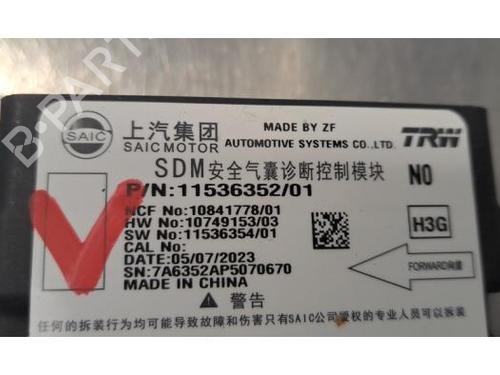 SAIC
上汽集团
SAIC MOTOR
MADE BY ZF
AUTOMOTIVE SYSTEMS CO.,LTD.
TRW
SDM安全气囊诊断控制模块
P/N:11536352/01
N0
NCF No:10841778/01
HW No:10749153/03
SW No:11536354/01
CAL No:
DATE:05/07/2023
SN:7A6352AP5070670
MADE IN CHINA
H3G
FORWARD向前
警告
任何的拆装行为均可能导致故障和伤害只有SAIC公司授权的专业人员可以拆装
B-PARTS